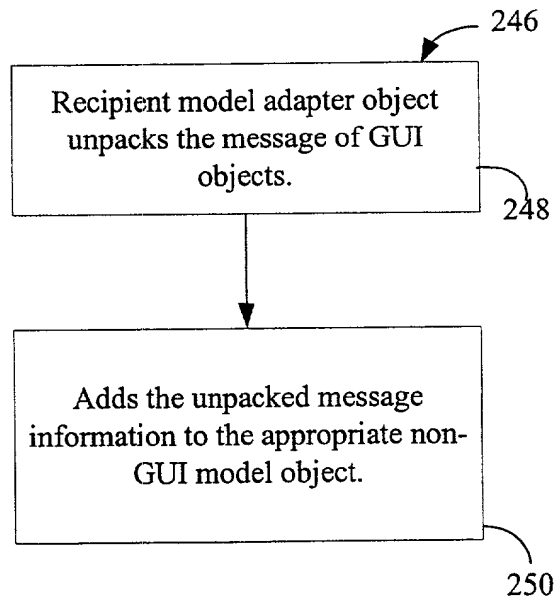 246
Recipient model adapter object
unpacks the message of GUI
objects.
248
Adds the unpacked message
information to the appropriate non-
GUI model object.
250